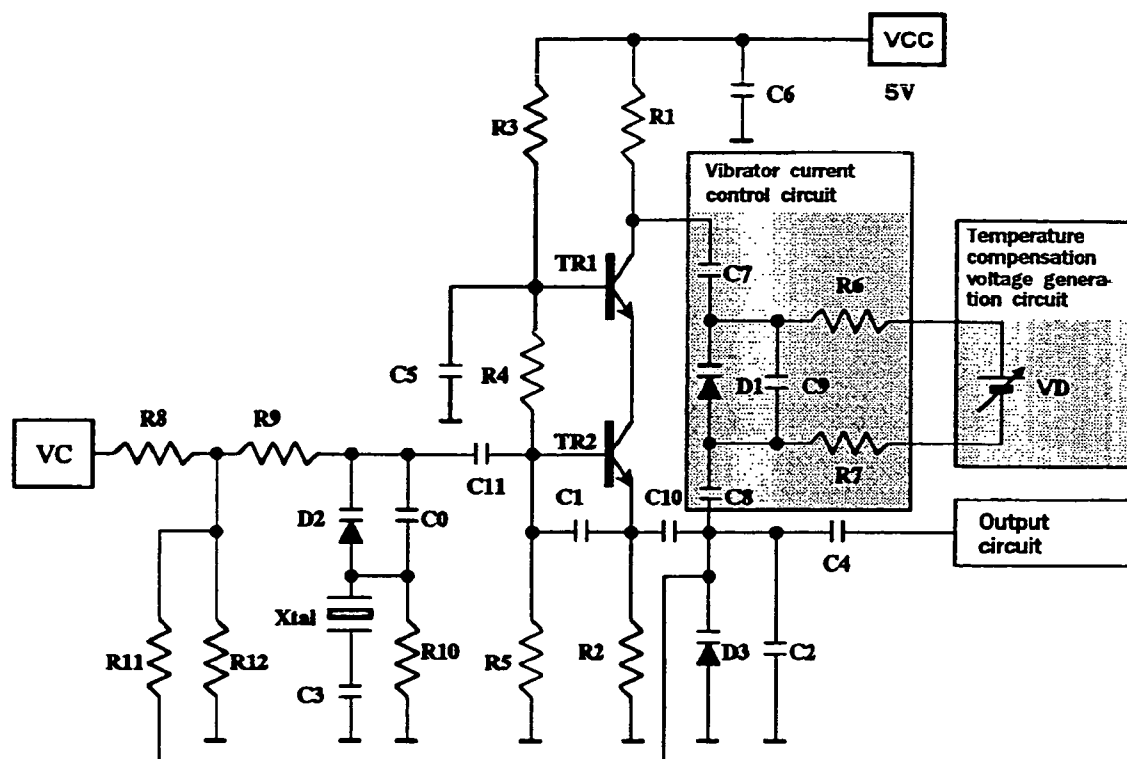 VCC
5V
C6
R3
R1
Vibrator current
control circuit
Temperature
compensation
voltage genera-
tion circuit
TR1
C7
R6
C5
R4
D1
C9
VD
R8
R9
VC
TR2
C11
R7
C8
C1
C10
D2
C0
Output
circuit
C4
Xtal
R11
R12
R10
R5
R2
D3
C2
C3